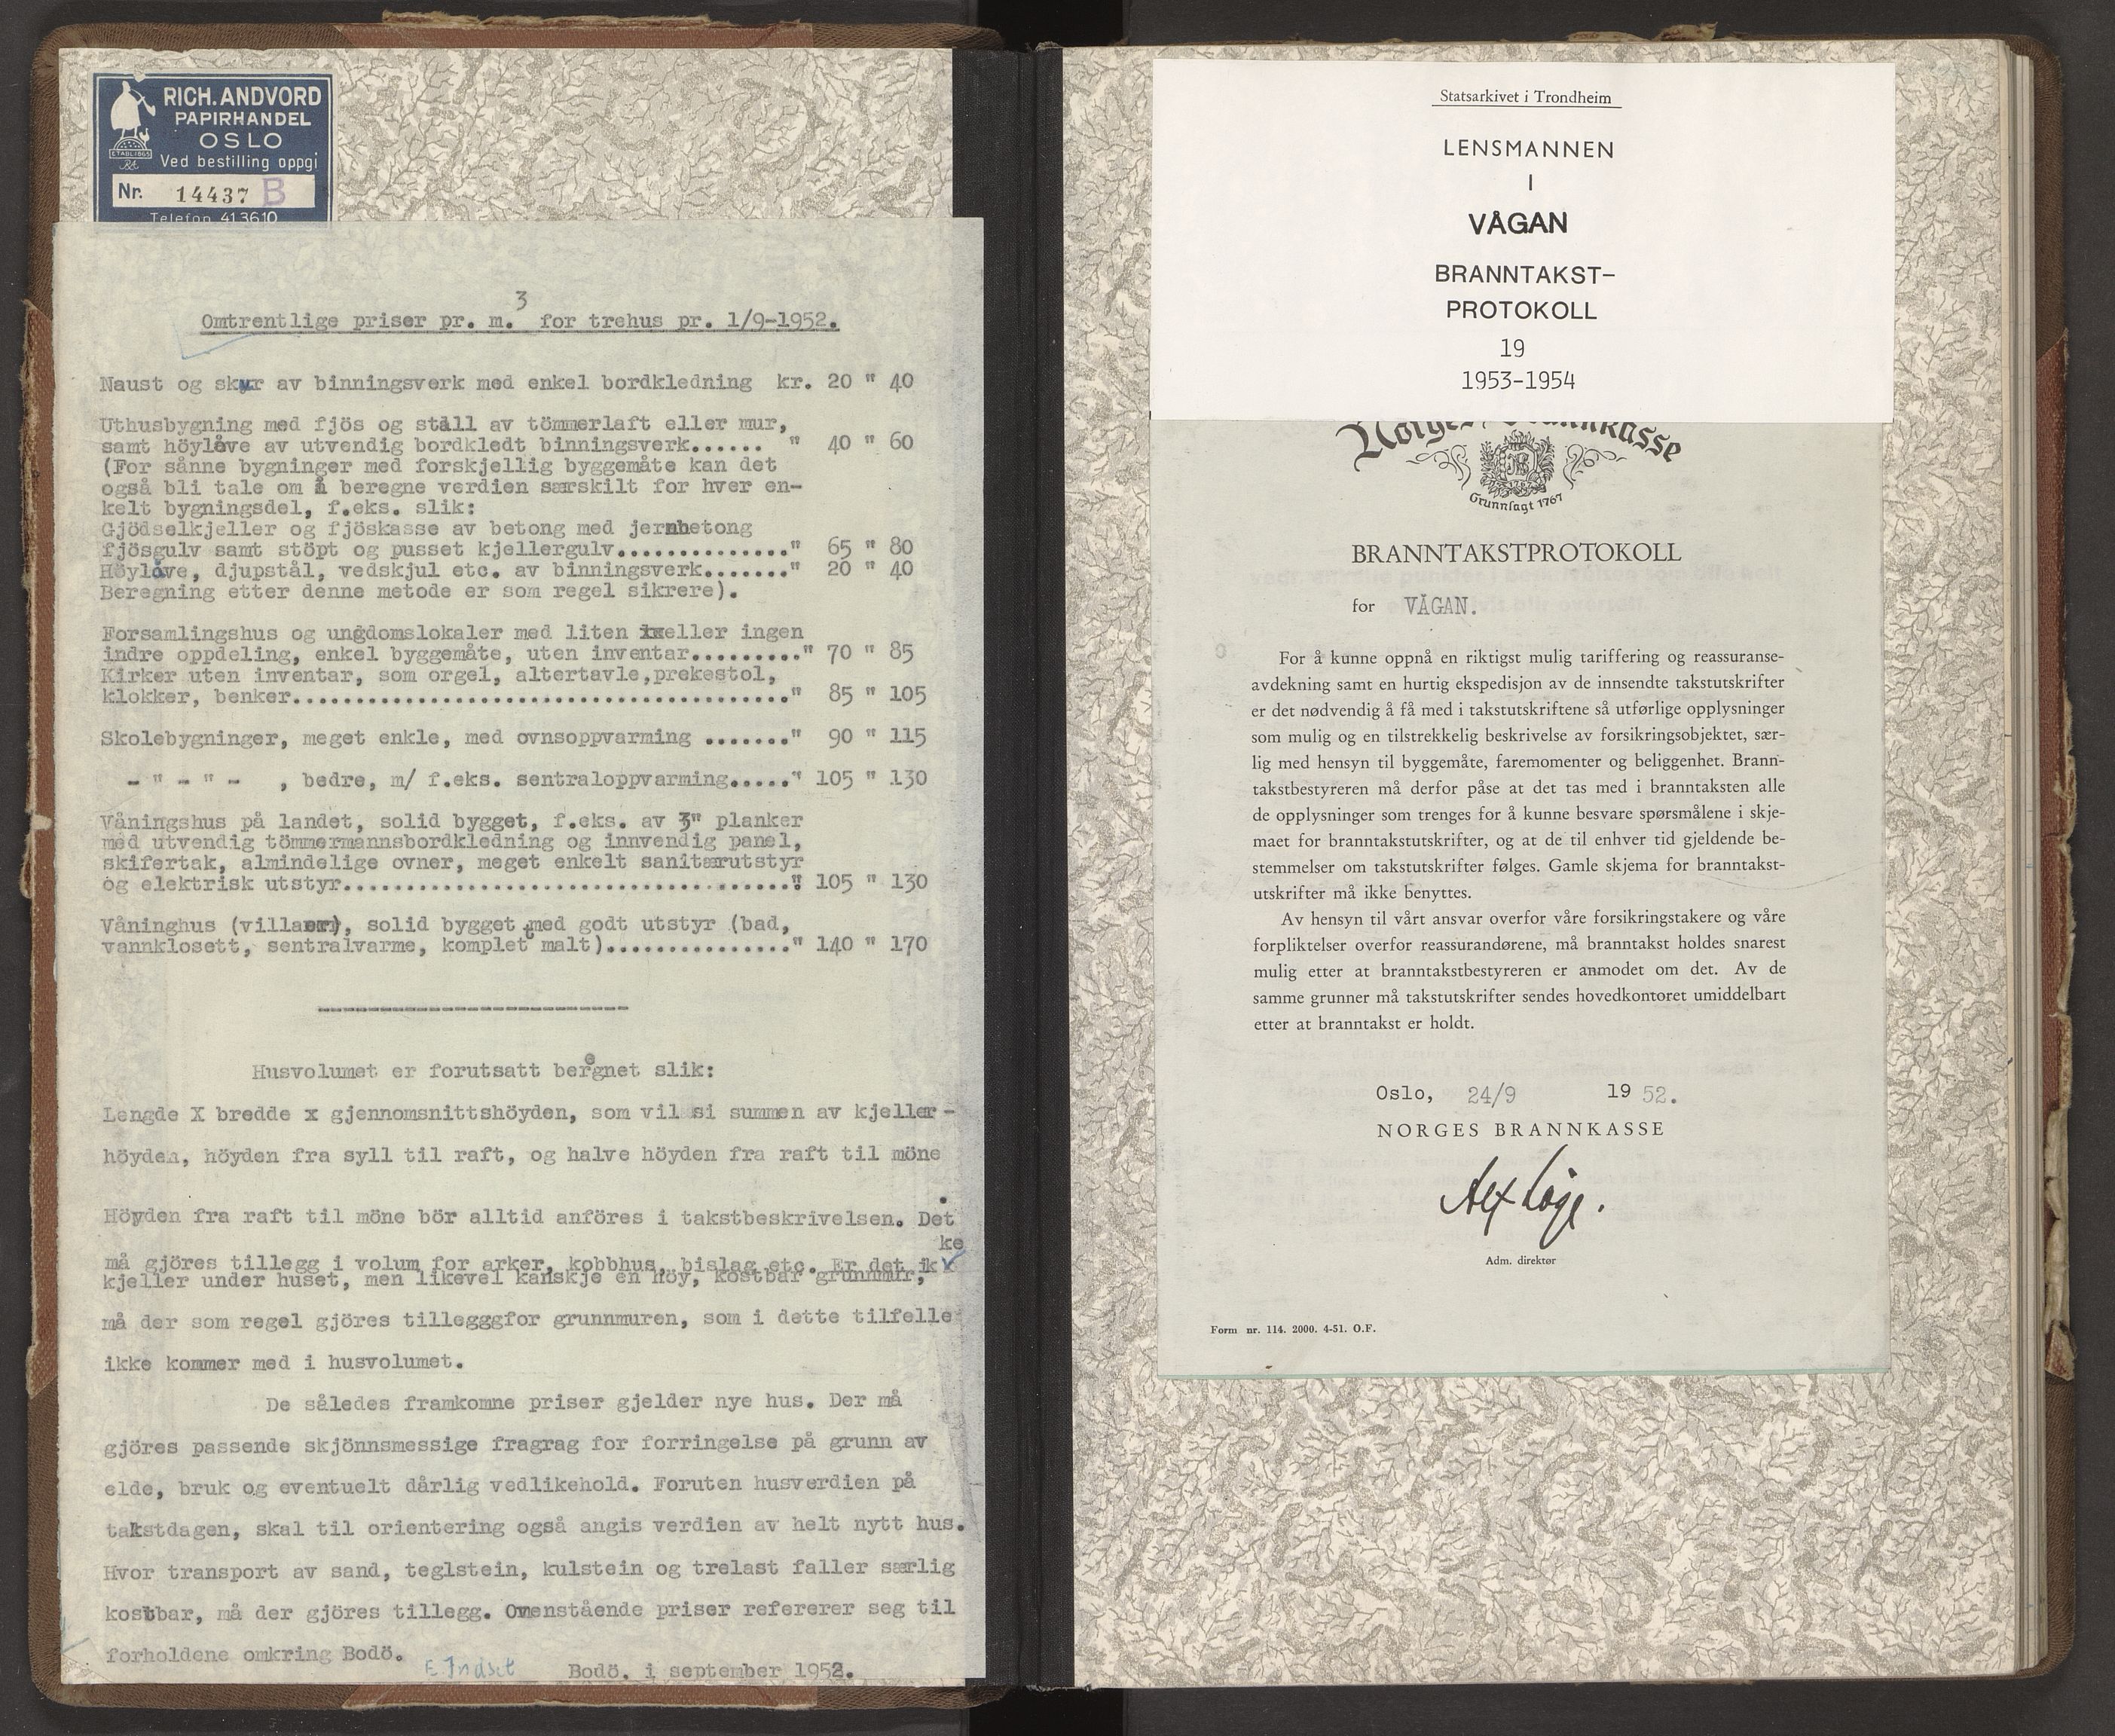 RICH. ANDVORD
PAPIRHANDEL
OSLO
ETABL. 1865
RA
Ved bestilling oppgi
Nr. 14437 B
Telefon 413610
3
Omtrentlige priser pr. m. for trehus pr. 1/9-1952.
Naust og skur av binningsverk med enkel bordkledning kr. 20 " 40
Uthusbygning med fjös og stall av tömmerlaft eller mur,
samt höylåve av utvendig bordkledt binningsverk...... " 40 " 60
(For sånne bygninger med forskjellig byggemåte kan det
også bli tale om å beregne verdien særskilt for hver en-
kelt bygningsdel, f.eks. slik:
Gjödselkjeller og fjöskasse av betong med jernbetong
fjösgulv samt stöpt og pusset kjellergulv..............." 65 " 80
Höylåve, djupstål, vedskjul etc. av binningsverk......." 20 " 40
Beregning etter denne metode er som regel sikrere).
Forsamlingshus og ungdomslokaler med liten eller ingen
indre oppdeling, enkel byggemåte, uten inventar........." 70 " 85
Kirker uten inventar, som orgel, altertavle,prekestol,
klokker, benker........................................" 85 " 105
Skolebygninger, meget enkle, med ovnsoppvarming ......." 90 " 115
- " - " - , bedre, m/ f.eks. sentraloppvarming....." 105 " 130
Våningshus på landet, solid bygget, f.eks. av 3" planker
med utvendig tömmermannsbordkledning og innvendig panel,
skifertak, almindelige ovner, meget enkelt sanitærutstyr
og elektrisk utstyr...................................." 105 " 130
Våninghus (villaer), solid bygget med godt utstyr (bad,
vannklosett, sentralvarme, komplet malt)..............." 140 " 170
-------------------------
e
Husvolumet er forutsatt bergnet slik:
Lengde X bredde x gjennomsnittshöyden, som vil si summen av kjeller-
höyden, höyden fra syll til raft, og halve höyden fra raft til möne
.
Höyden fra raft til möne bör alltid anföres i takstbeskrivelsen. Det
ke
må gjöres tillegg i volum for arker, kobbhus, bislag etc. Er det ik
kjeller under huset, men likevel kanskje en höy, kostbar grunnmur,
må der som regel gjöres tillegggfor grunnmuren, som i dette tilfelle
ikke kommer med i husvolumet.
De således framkomne priser gjelder nye hus. Der må
gjöres passende skjönnsmessige fragrag for forringelse på grunn av
elde, bruk og eventuelt dårlig vedlikehold. Foruten husverdien på
takstdagen, skal til orientering også angis verdien av helt nytt hus.
Hvor transport av sand, teglstein, kulstein og trelast faller særlig
kostbar, må der gjöres tillegg. Ovenstående priser refererer seg til
forholdene omkring Bodö.
E. Indset Bodö, i september 1952.
Statsarkivet i Trondheim
LENSMANNEN
I
VÅGAN
BRANNTAKST-
PROTOKOLL
19
1953-1954
Norges Brannkasse
Grunnlagt 1767
BRANNTAKSTPROTOKOLL
for VÅGAN.
For å kunne oppnå en riktigst mulig tariffering og reassuranse-
avdekning samt en hurtig ekspedisjon av de innsendte takstutskrifter
er det nødvendig å få med i takstutskriftene så utførlige opplysninger
som mulig og en tilstrekkelig beskrivelse av forsikringsobjektet, sær-
lig med hensyn til byggemåte, faremomenter og beliggenhet. Brann-
takstbestyreren må derfor påse at det tas med i branntaksten alle
de opplysninger som trenges for å kunne besvare spørsmålene i skje-
maet for branntakstutskrifter, og at de til enhver tid gjeldende be-
stemmelser om takstutskrifter følges. Gamle skjema for branntakst-
utskrifter må ikke benyttes.
Av hensyn til vårt ansvar overfor våre forsikringstakere og våre
forpliktelser overfor reassurandørene, må branntakst holdes snarest
mulig etter at branntakstbestyreren er anmodet om det. Av de
samme grunner må takstutskrifter sendes hovedkontoret umiddelbart
etter at branntakst er holdt.
Oslo, 24/9 1952.
NORGES BRANNKASSE
Adm. direktør
Form nr. 114. 2000. 4-51. O.F.